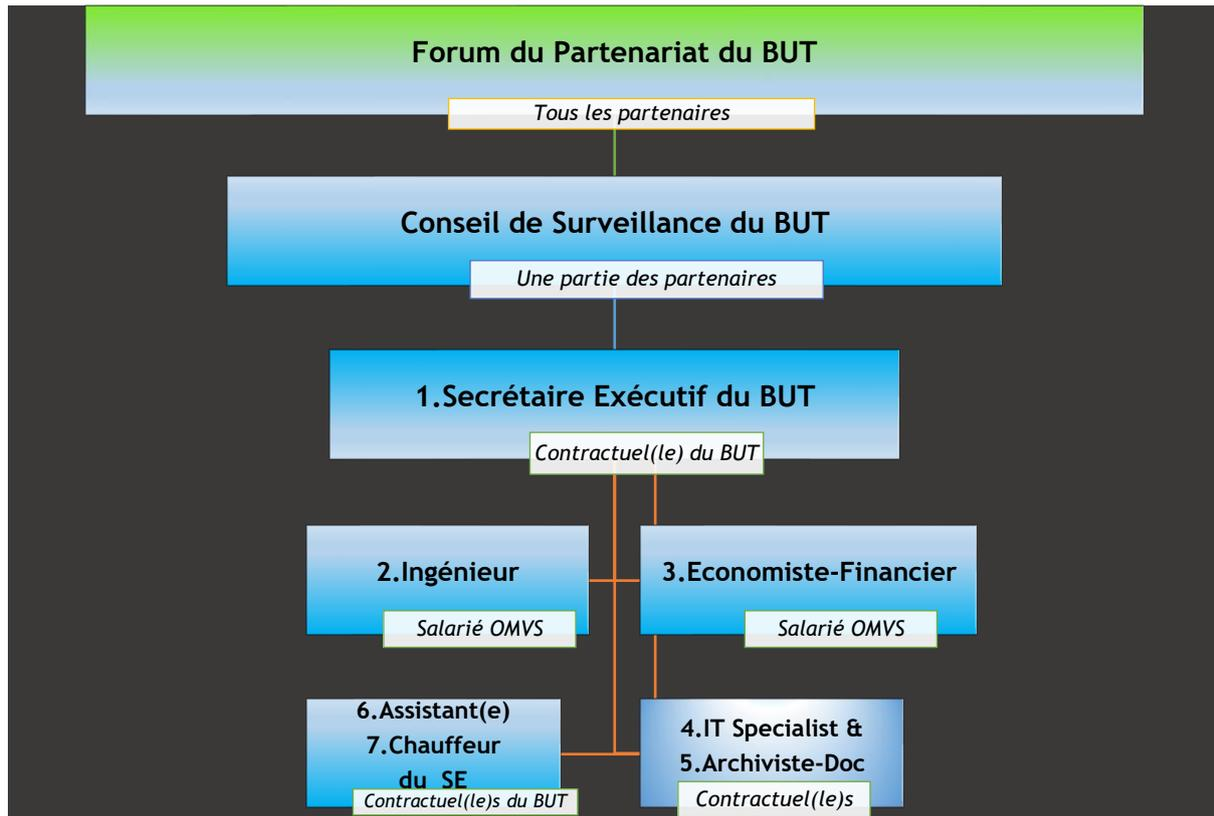 Forum du Partenariat du BUT
Tous les partenaires
Conseil de Surveillance du BUT
Une partie des partenaires
1.Secrétaire Exécutif du BUT
Contractuel(le) du BUT
2.Ingénieur
Salarié OMVS
3.Economiste-Financier
Salarié OMVS
6.Assistant(e)
7.Chauffeur
du SE
Contractuel(le)s du BUT
4.IT Specialist &
5.Archiviste-Doc
Contractuel(le)s